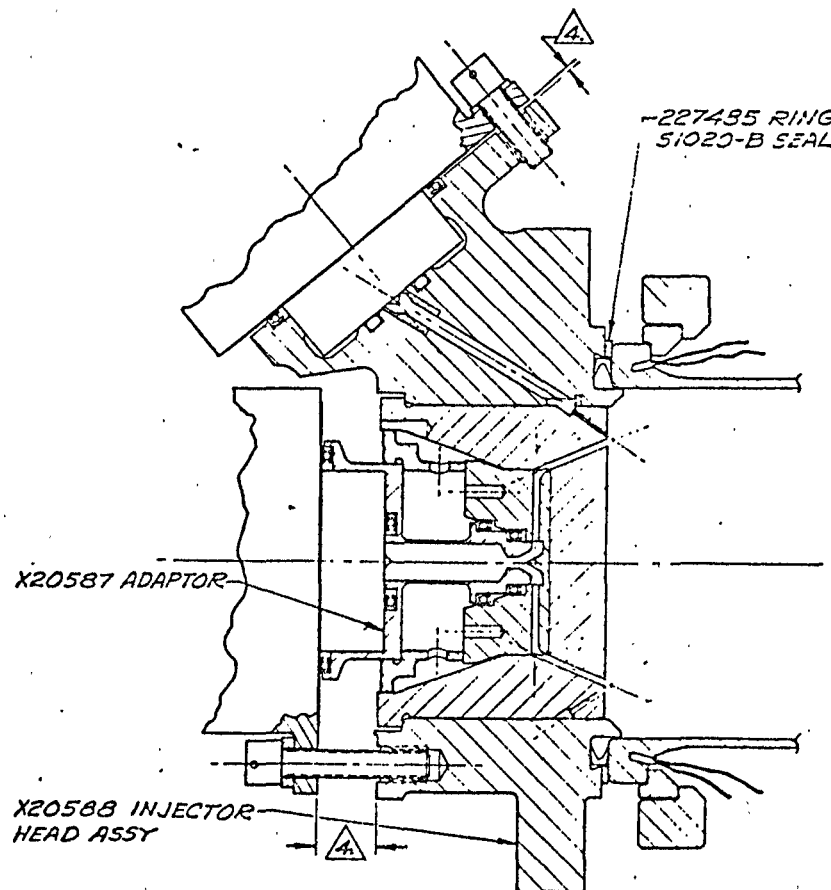 4.
227485 RING
S1020-B SEAL
X20587 ADAPTOR
X20588 INJECTOR
HEAD ASSY
4.